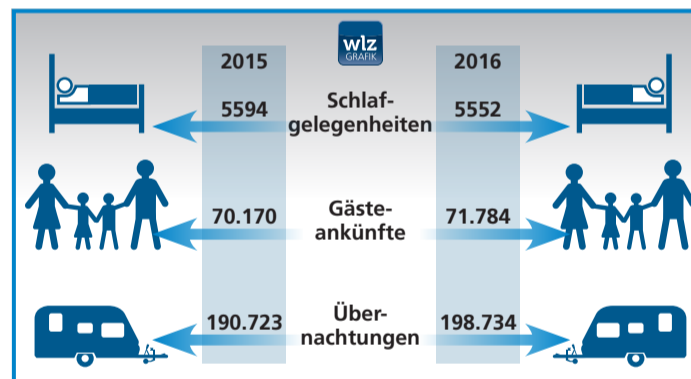 wlz
GRAFIK
2015
2016
5594
Schlaf-
gelegenheiten
5552
70.170
Gäste-
ankünfte
71.784
190.723
Über-
nachtungen
198.734